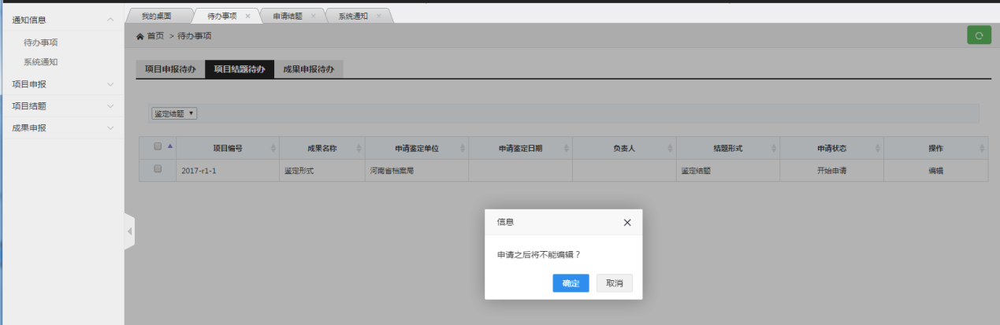 通知信息
待办事项
系统通知
项目申报
项目结题
成果申报
我的桌面 待办事项 × 申请结题 × 系统通知 ×
首页 > 待办事项
项目申报待办 项目结题待办 成果申报待办
鉴定结题
项目编号 成果名称 申请鉴定单位 申请鉴定日期 负责人 结题形式 申请状态 操作
2017-r1-1 鉴定形式 河南省档案局 鉴定结题 开始申请 编辑
信息
申请之后将不能编辑？
确定 取消